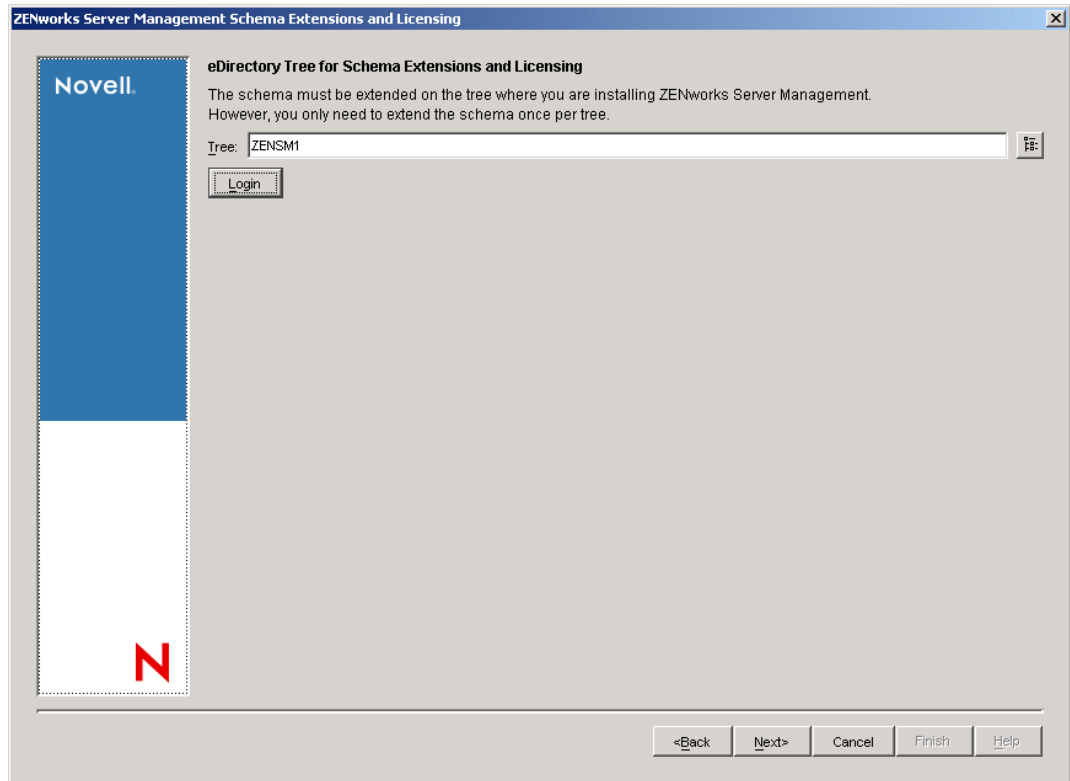 ZENworks Server Management Schema Extensions and Licensing
Novell.
eDirectory Tree for Schema Extensions and Licensing
The schema must be extended on the tree where you are installing ZENworks Server Management.
However, you only need to extend the schema once per tree.
Tree: ZENSM1
Login
N
<Back Next> Cancel Finish Help